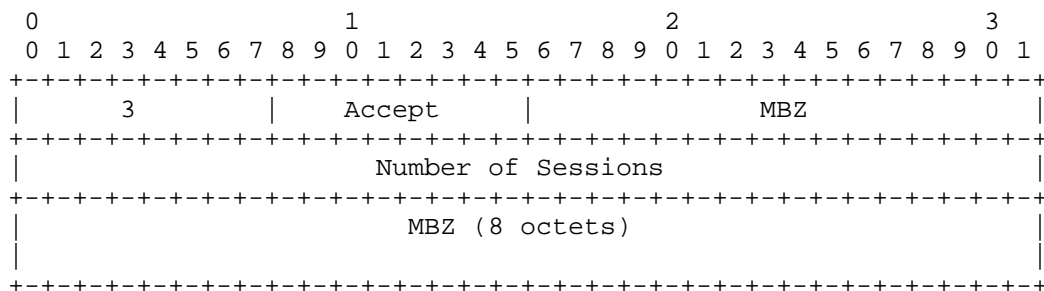 0                   1                   2                   3
0 1 2 3 4 5 6 7 8 9 0 1 2 3 4 5 6 7 8 9 0 1 2 3 4 5 6 7 8 9 0 1
+-+-+-+-+-+-+-+-+-+-+-+-+-+-+-+-+-+-+-+-+-+-+-+-+-+-+-+-+-+-+-+-+
|      3        |    Accept     |              MBZ              |
+-+-+-+-+-+-+-+-+-+-+-+-+-+-+-+-+-+-+-+-+-+-+-+-+-+-+-+-+-+-+-+-+
|                      Number of Sessions                       |
+-+-+-+-+-+-+-+-+-+-+-+-+-+-+-+-+-+-+-+-+-+-+-+-+-+-+-+-+-+-+-+-+
|                        MBZ (8 octets)                         |
|                                                               |
+-+-+-+-+-+-+-+-+-+-+-+-+-+-+-+-+-+-+-+-+-+-+-+-+-+-+-+-+-+-+-+-+